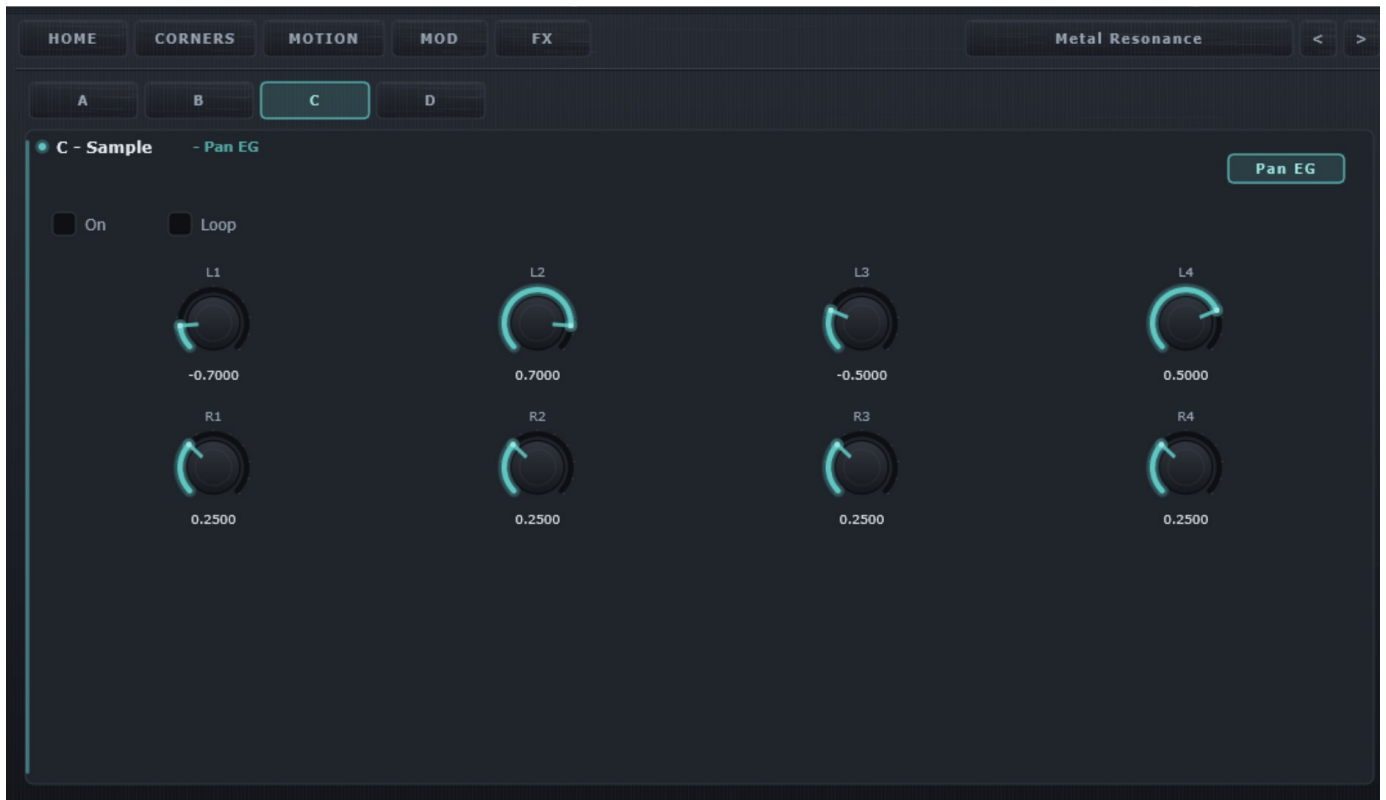 HOME CORNERS MOTION MOD FX Metal Resonance < >
A B C D
C - Sample - Pan EG
Pan EG
On Loop
L1 L2 L3 L4
-0.7000 0.7000 -0.5000 0.5000
R1 R2 R3 R4
0.2500 0.2500 0.2500 0.2500